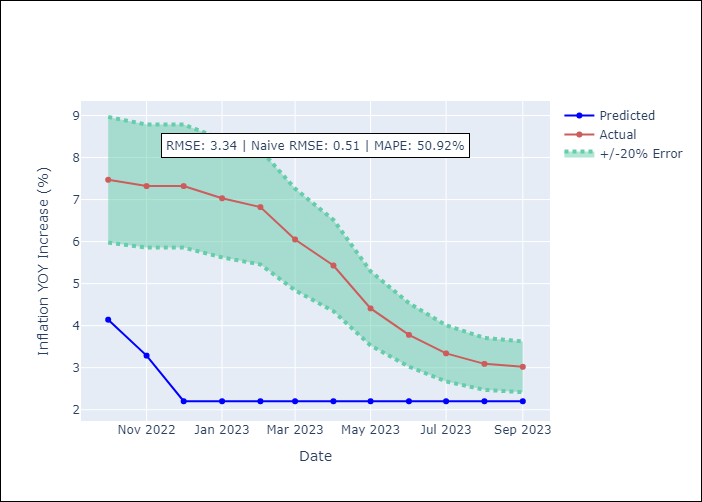 9
8
7
6
5
4
3
2
Inflation YOY Increase (%)
RMSE: 3.34 | Naive RMSE: 0.51 | MAPE: 50.92%
Predicted
Actual
+/-20% Error
Nov 2022
Jan 2023
Mar 2023
May 2023
Jul 2023
Sep 2023
Date